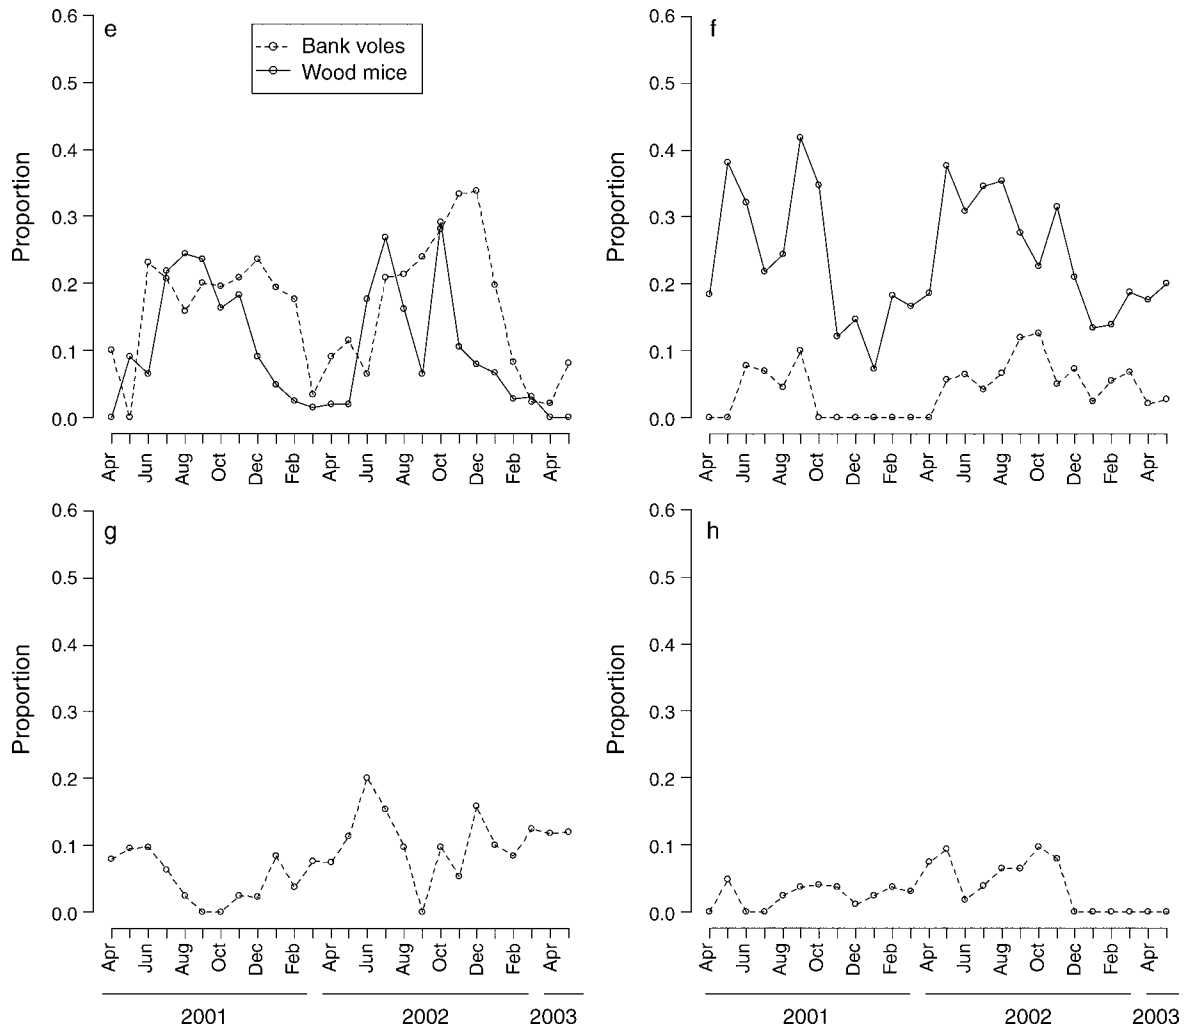 e
Bank voles
Wood mice
0.6
0.5
0.4
0.3
0.2
0.1
0.0
Proportion
Apr
Jun
Aug
Oct
Dec
Feb
Apr
Jun
Aug
Oct
Dec
Feb
Apr
f
0.6
0.5
0.4
0.3
0.2
0.1
0.0
Proportion
Apr
Jun
Aug
Oct
Dec
Feb
Apr
Jun
Aug
Oct
Dec
Feb
Apr
g
0.6
0.5
0.4
0.3
0.2
0.1
0.0
Proportion
Apr
Jun
Aug
Oct
Dec
Feb
Apr
Jun
Aug
Oct
Dec
Feb
Apr
2001 2002 2003
h
0.6
0.5
0.4
0.3
0.2
0.1
0.0
Proportion
Apr
Jun
Aug
Oct
Dec
Feb
Apr
Jun
Aug
Oct
Dec
Feb
Apr
2001 2002 2003